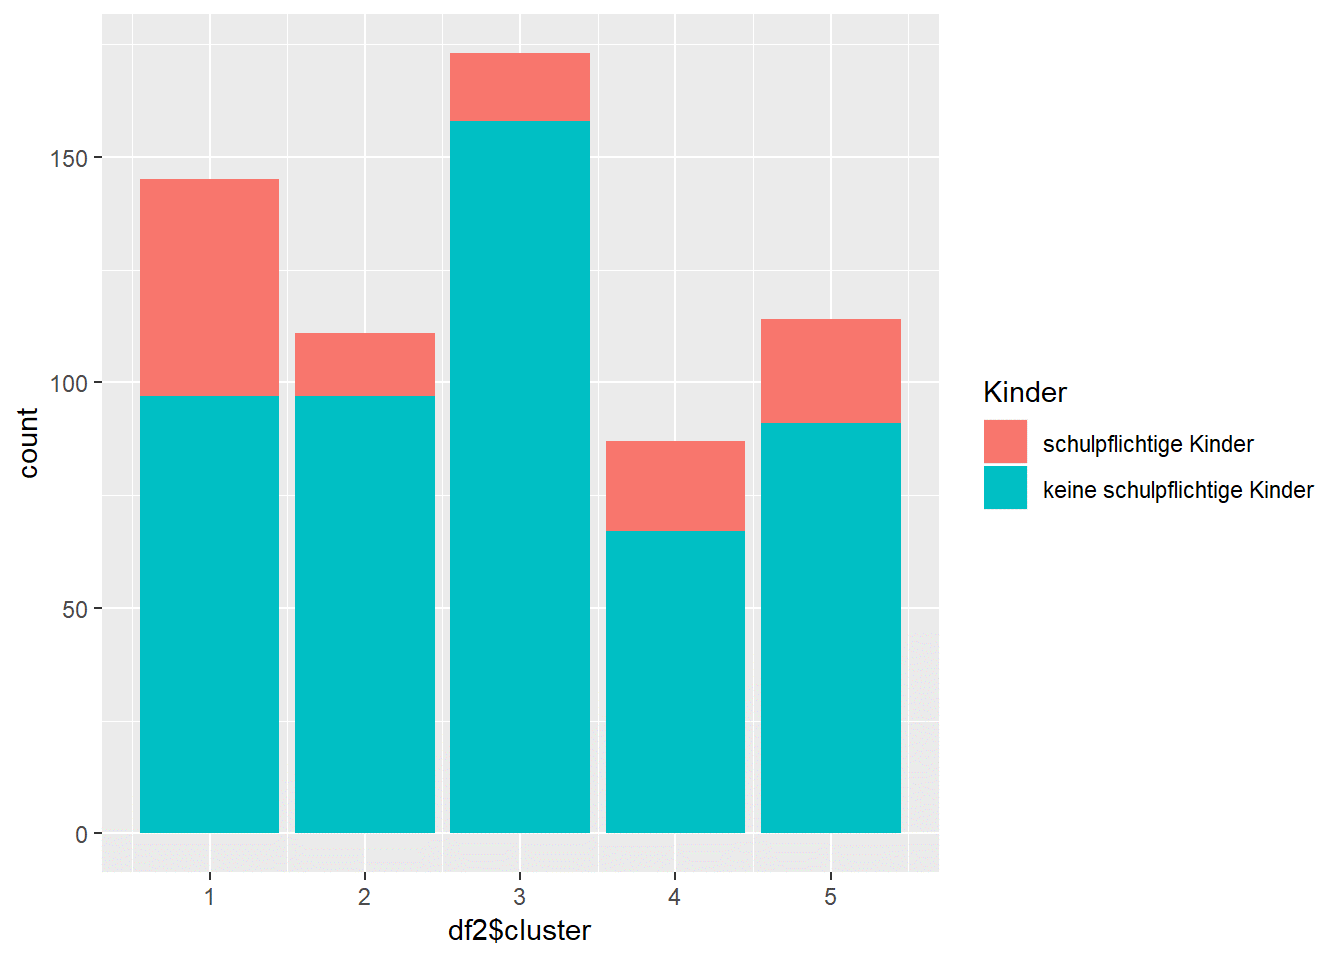 150
100
50
0
count
1 2 3 4 5
df2$cluster
Kinder
schulpflichtige Kinder
keine schulpflichtige Kinder